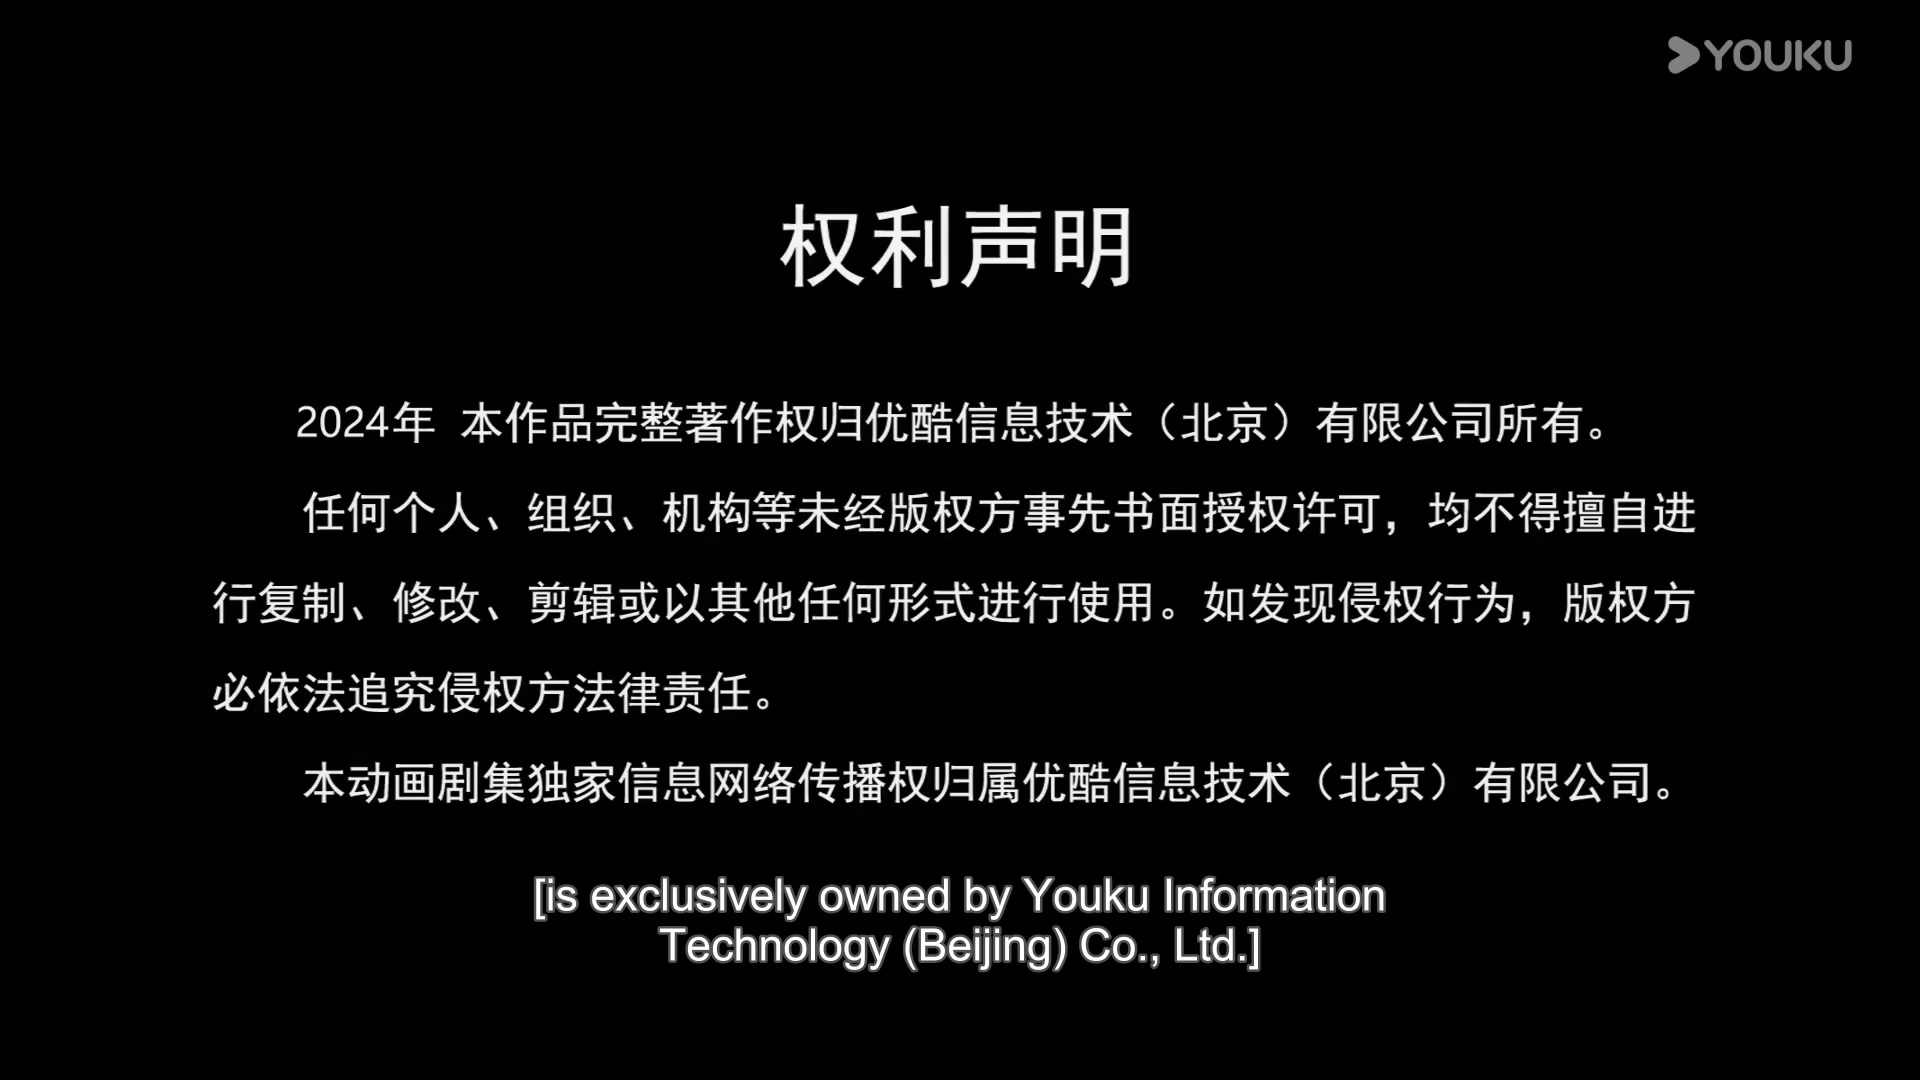 YOUKU
权利声明
2024年 本作品完整著作权归优酷信息技术（北京）有限公司所有。
任何个人、组织、机构等未经版权方事先书面授权许可，均不得擅自进
行复制、修改、剪辑或以其他任何形式进行使用。如发现侵权行为，版权方
必依法追究侵权方法律责任。
本动画剧集独家信息网络传播权归属优酷信息技术（北京）有限公司。
[is exclusively owned by Youku Information
Technology (Beijing) Co., Ltd.]